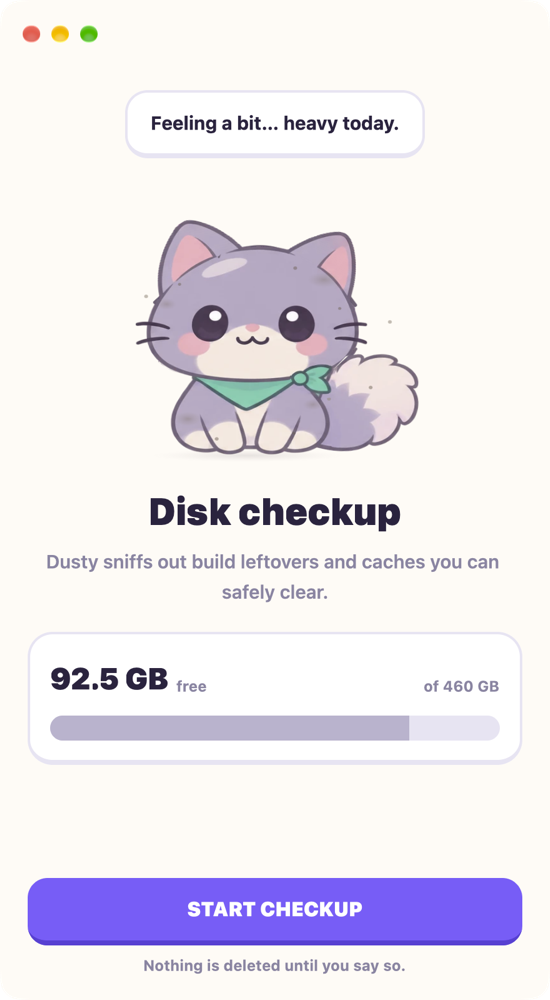 Feeling a bit... heavy today.
Disk checkup
Dusty sniffs out build leftovers and caches you can
safely clear.
92.5 GB free
of 460 GB
START CHECKUP
Nothing is deleted until you say so.